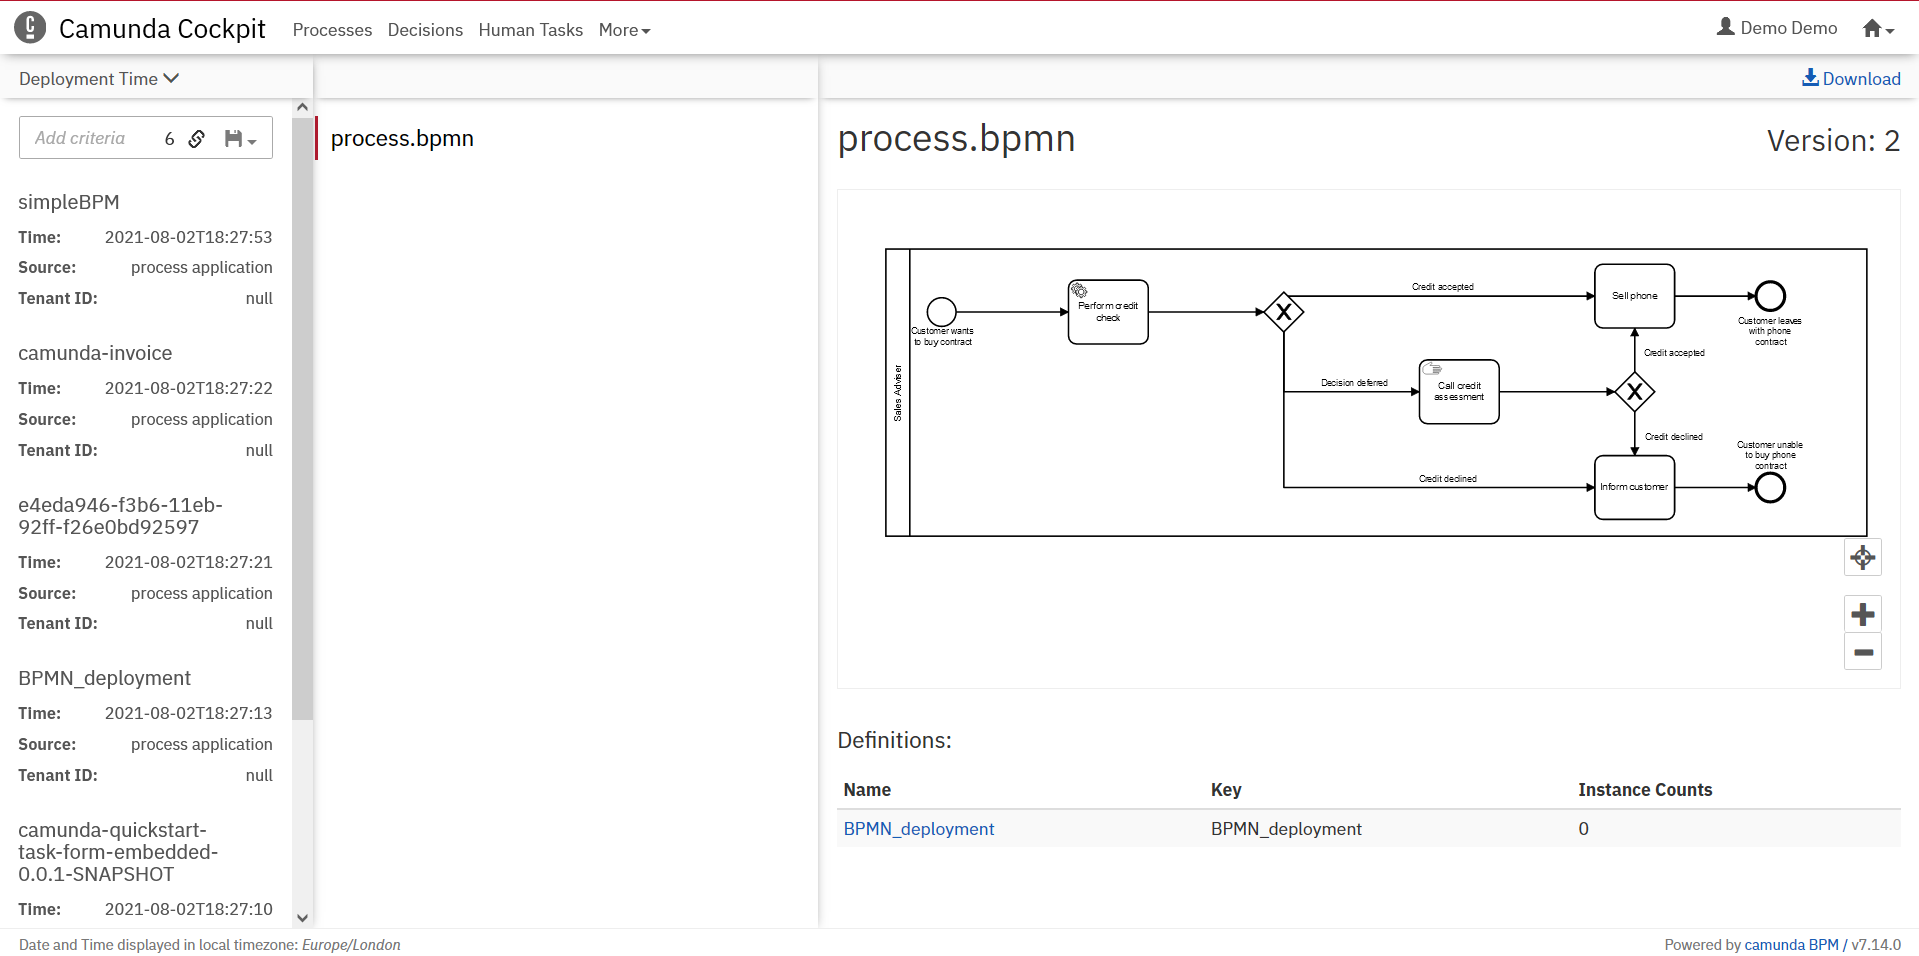 Camunda Cockpit Processes Decisions Human Tasks More Demo Demo
Deployment Time
Download
Add criteria 6
simpleBPM
Time: 2021-08-02T18:27:53
Source: process application
Tenant ID: null
camunda-invoice
Time: 2021-08-02T18:27:22
Source: process application
Tenant ID: null
e4eda946-f3b6-11eb-
92ff-f26e0bd92597
Time: 2021-08-02T18:27:21
Source: process application
Tenant ID: null
BPMN_deployment
Time: 2021-08-02T18:27:13
Source: process application
Tenant ID: null
camunda-quickstart-
task-form-embedded-
0.0.1-SNAPSHOT
Time: 2021-08-02T18:27:10
process.bpmn
process.bpmn
Version: 2
Sales Adviser
Customer wants
to buy contract
Perform credit
check
X
Credit accepted
Sell phone
Customer leaves
with phone
contract
Credit accepted
Decision deferred
Call credit
assessment
X
Credit declined
Customer unable
to buy phone
contract
Credit declined
Inform customer
Definitions:
Name Key Instance Counts
BPMN_deployment BPMN_deployment 0
Date and Time displayed in local timezone: Europe/London
Powered by camunda BPM / v7.14.0